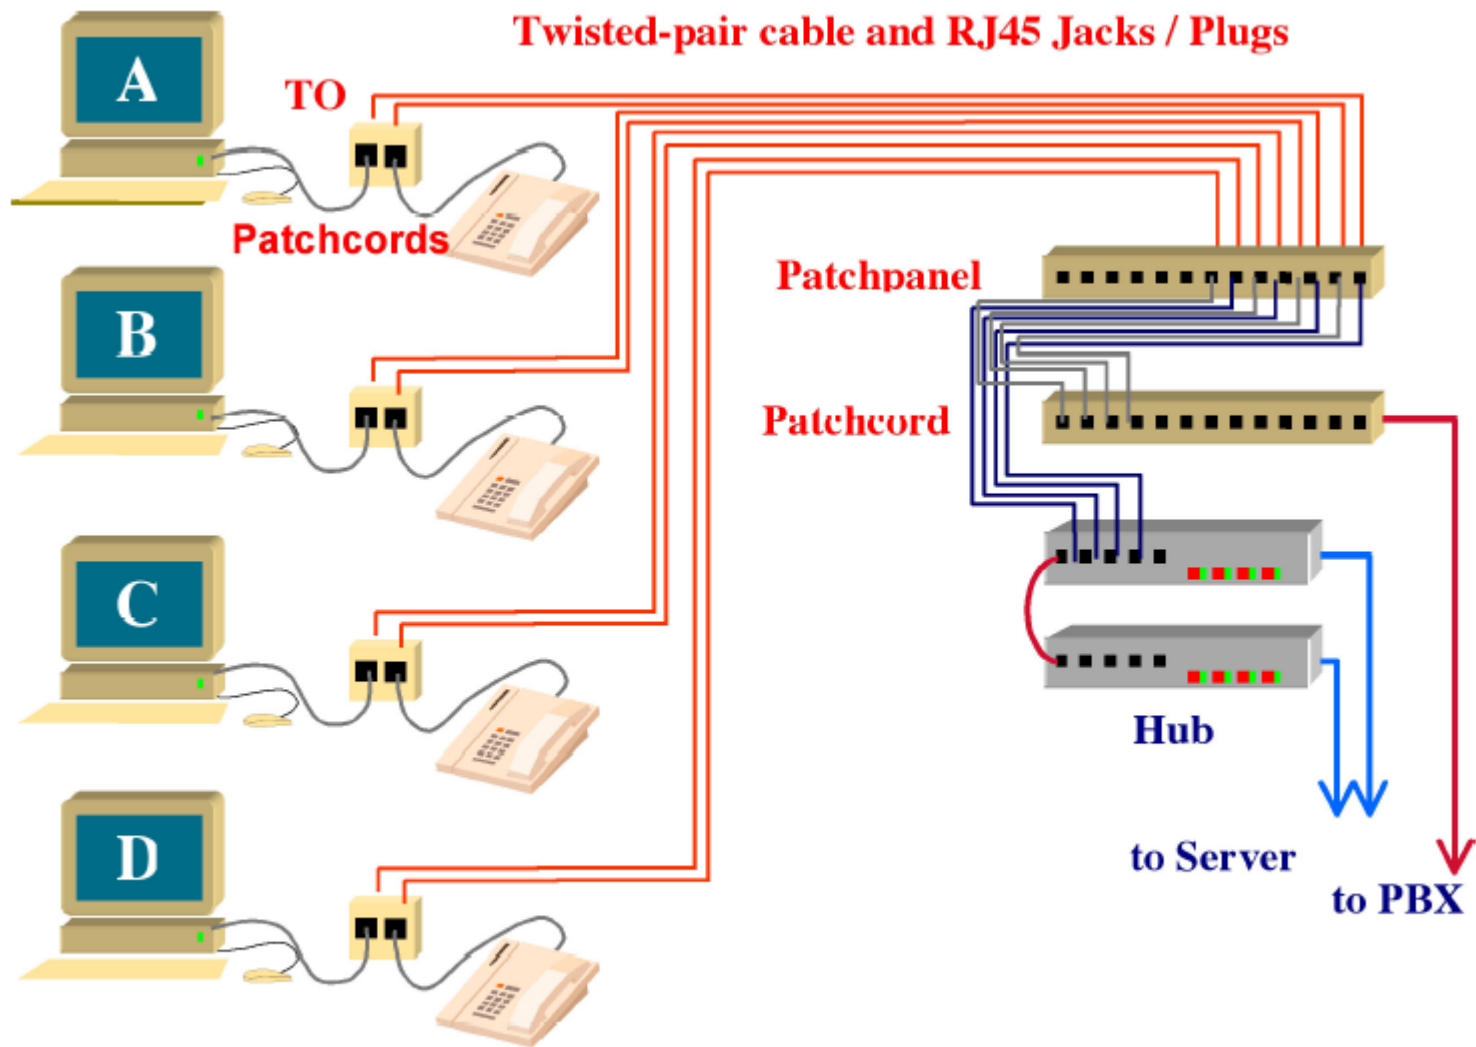 Twisted-pair cable and RJ45 Jacks / Plugs
A
TO
Patchcords
B
Patchpanel
Patchcord
C
Hub
D
to Server
to PBX